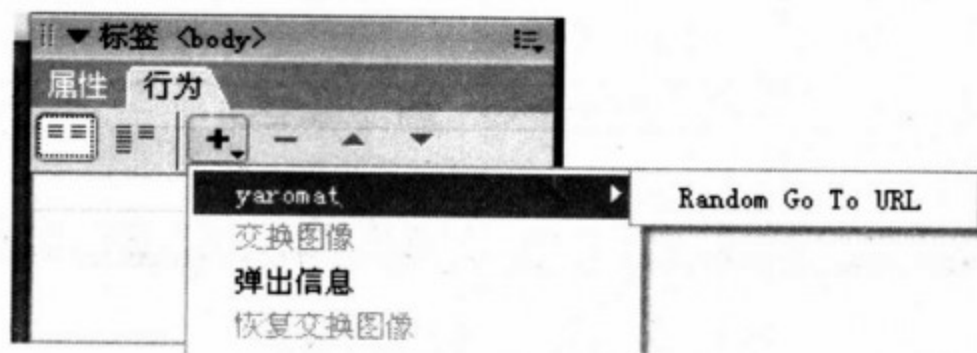 标签 <body>
属性 行为
yaromat Random Go To URL
交换图像
弹出信息
恢复交换图像